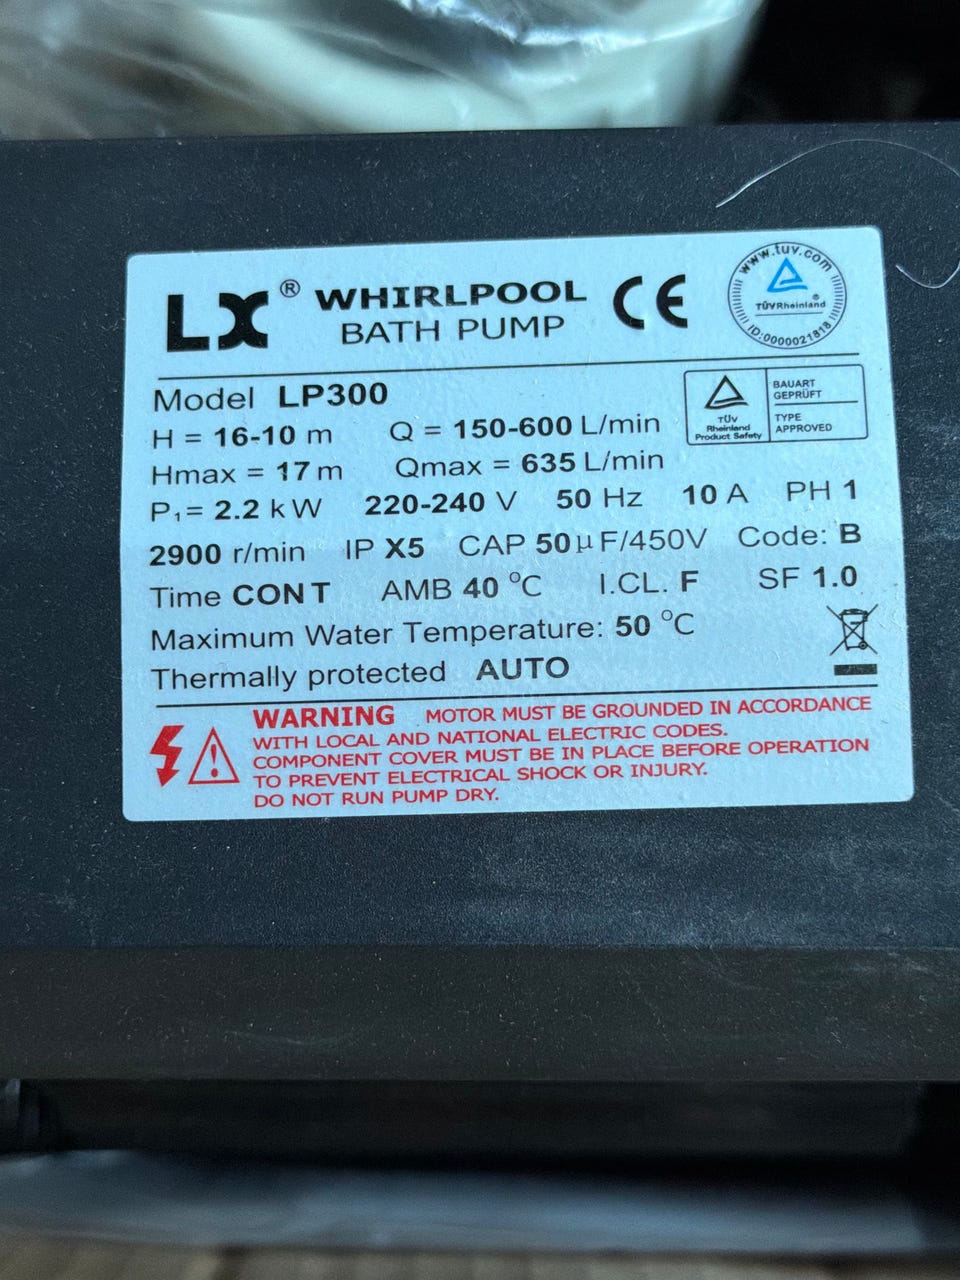 LX® WHIRLPOOL BATH PUMP CE
www.tuv.com
TÜVRheinland®
ID:0000021818
Model LP300
TÜV Rheinland Product Safety
BAUART GEPRÜFT
TYPE APPROVED
H = 16-10 m Q = 150-600 L/min
Hmax = 17 m Qmax = 635 L/min
P₁= 2.2 kW 220-240 V 50 Hz 10 A PH 1
2900 r/min IP X5 CAP 50µF/450V Code: B
Time CONT AMB 40 °C I.CL. F SF 1.0
Maximum Water Temperature: 50 °C
Thermally protected AUTO
WARNING MOTOR MUST BE GROUNDED IN ACCORDANCE
WITH LOCAL AND NATIONAL ELECTRIC CODES.
COMPONENT COVER MUST BE IN PLACE BEFORE OPERATION
TO PREVENT ELECTRICAL SHOCK OR INJURY.
DO NOT RUN PUMP DRY.